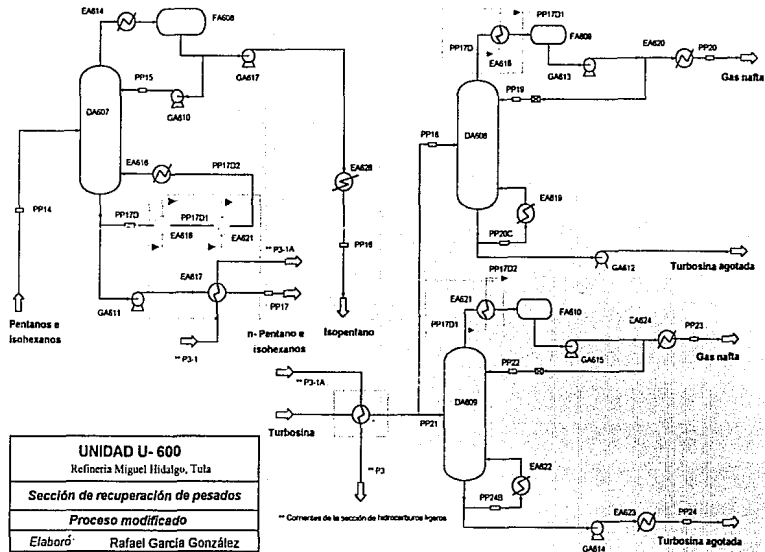 EA614
FA608
PP15
GA617
DA607
GA610
EA616
PP17D2
PP14
PP17D
PP17D1
EA618
EA621
** P3-1A
EA617
GA611
PP17
Pentanos e
isohexanos
n- Pentano e
isohexanos
** P3-1
EA628
PP16
Isopentano
PP17D1
PP17D
EA618
FA609
GA613
EA620
PP20
Gas nafta
PP19
PP18
DA608
EA619
PP20C
GA612
Turbosina agotada
PP17D2
EA621
PP17D1
FA610
GA615
EA624
PP23
Gas nafta
PP22
DA609
** P3-1A
Turbosina
PP21
** P3
EA622
PP24B
EA623
PP24
GA614
Turbosina agotada
** Corrientes de la sección de hidrocarburos ligeros
UNIDAD U- 600
Refinería Miguel Hidalgo, Tula
Sección de recuperación de pesados
Proceso modificado
Elaboró: Rafael García González